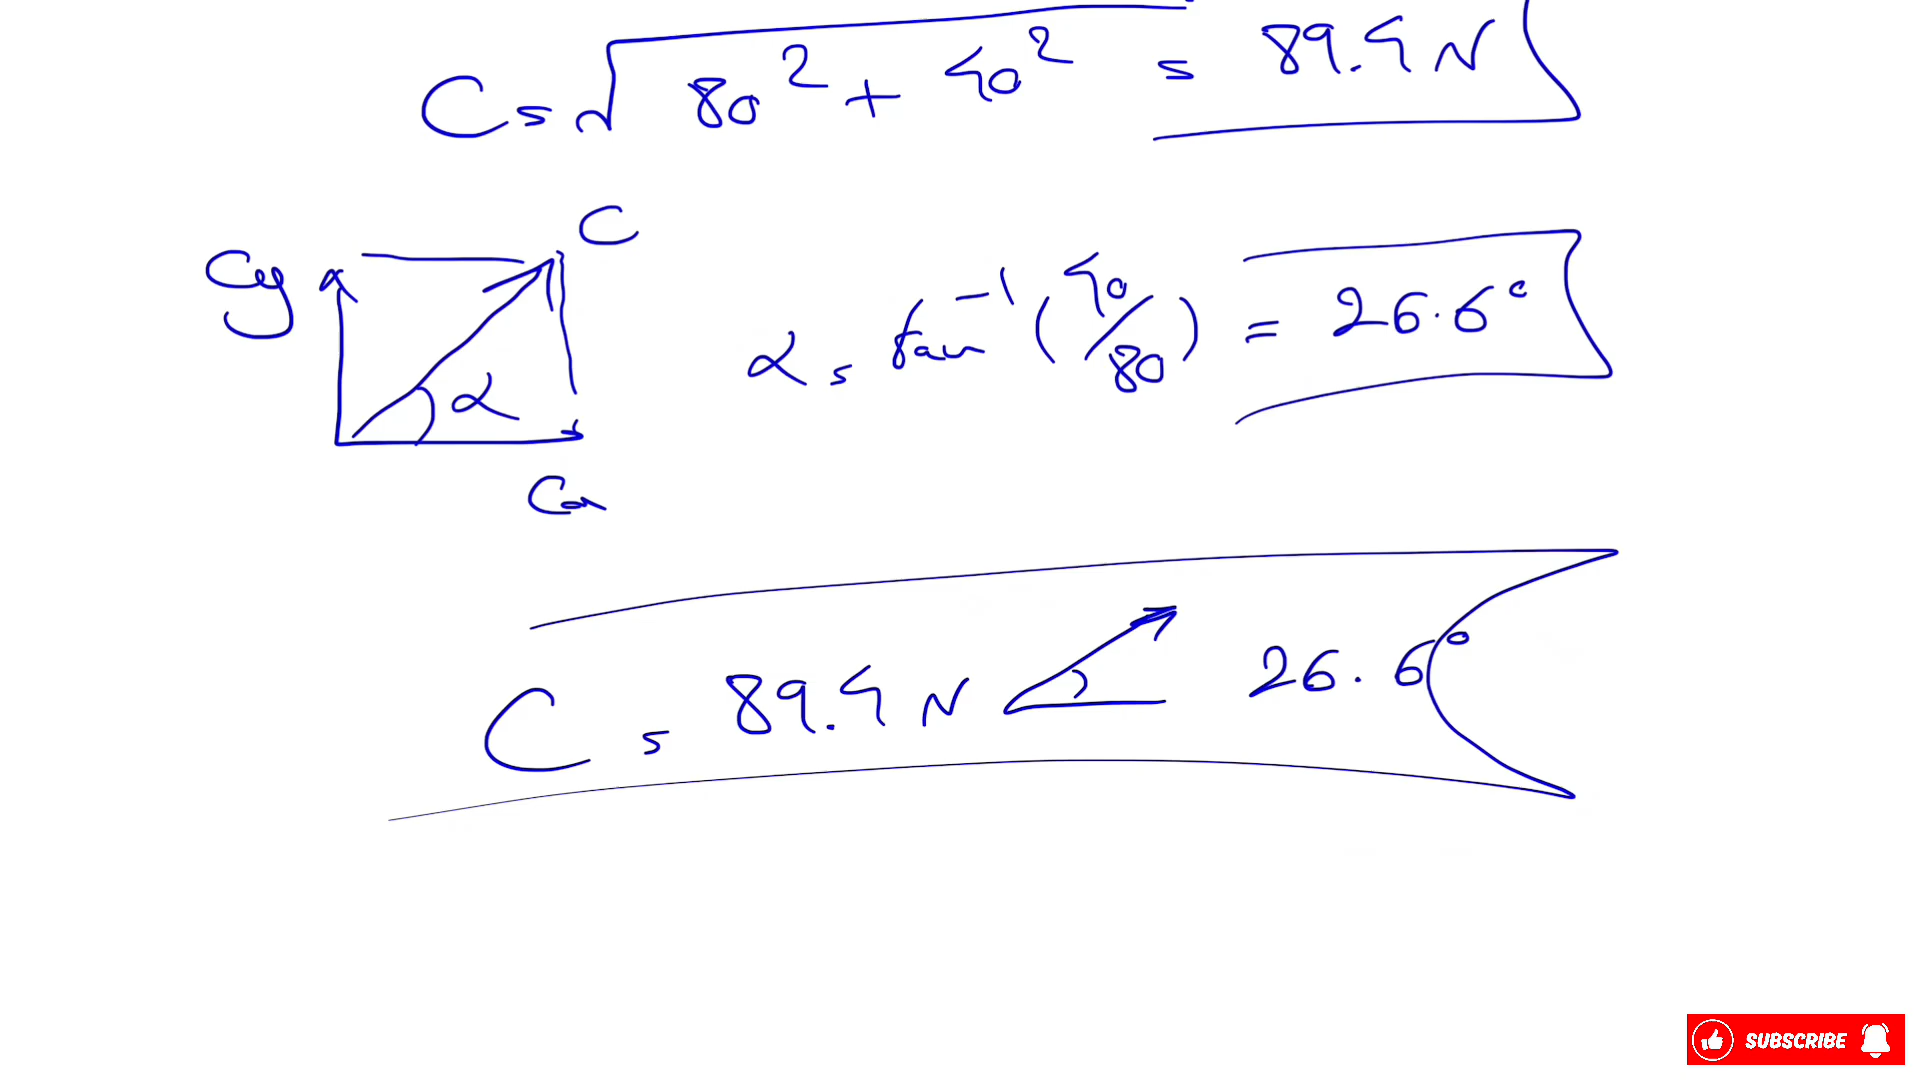 C = √80² + 40² = 89.4 N
C
Cy
α = tan⁻¹(40/80) = 26.6°
α
Cx
C = 89.4 N 26.6°
SUBSCRIBE